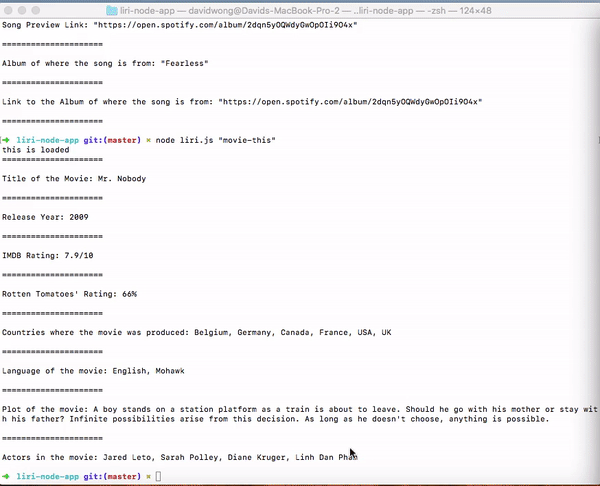 liri-node-app — davidwong@Davids-MacBook-Pro-2 — ..liri-node-app — -zsh — 124×48
Song Preview Link: "https://open.spotify.com/album/2dqn5yOQWdyGwOpOIi9O4x"
=====================
Album of where the song is from: "Fearless"
=====================
Link to the Album of where the song is from: "https://open.spotify.com/album/2dqn5yOQWdyGwOpOIi9O4x"
=====================
➜ liri-node-app git:(master) ✗ node liri.js "movie-this"
this is loaded
=====================
Title of the Movie: Mr. Nobody
=====================
Release Year: 2009
=====================
IMDB Rating: 7.9/10
=====================
Rotten Tomatoes' Rating: 66%
=====================
Countries where the movie was produced: Belgium, Germany, Canada, France, USA, UK
=====================
Language of the movie: English, Mohawk
=====================
Plot of the movie: A boy stands on a station platform as a train is about to leave. Should he go with his mother or stay wit
h his father? Infinite possibilities arise from this decision. As long as he doesn't choose, anything is possible.
=====================
Actors in the movie: Jared Leto, Sarah Polley, Diane Kruger, Linh Dan Pham
➜ liri-node-app git:(master) ✗